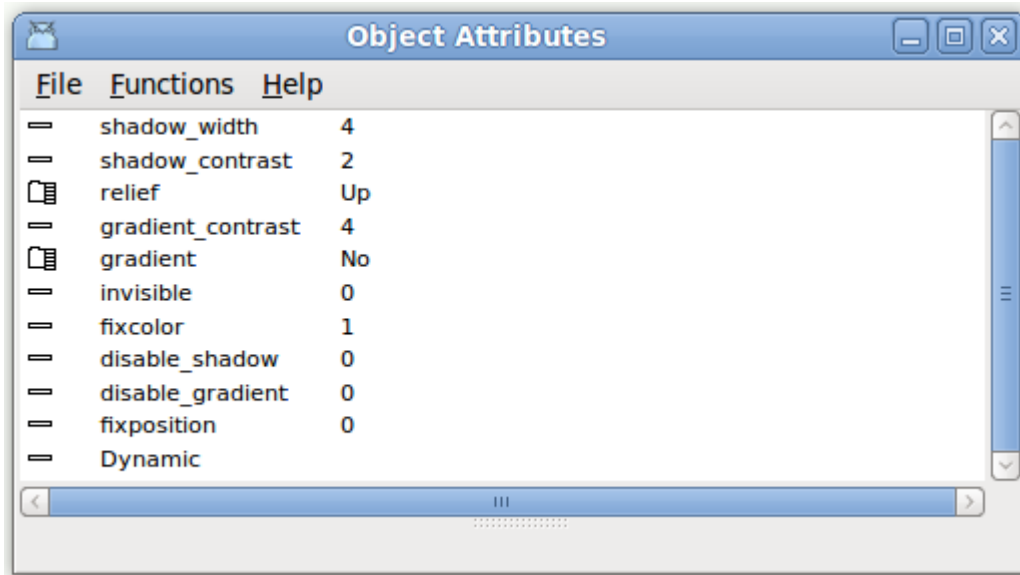 Object Attributes
File Functions Help
shadow_width 4
shadow_contrast 2
relief Up
gradient_contrast 4
gradient No
invisible 0
fixcolor 1
disable_shadow 0
disable_gradient 0
fixposition 0
Dynamic